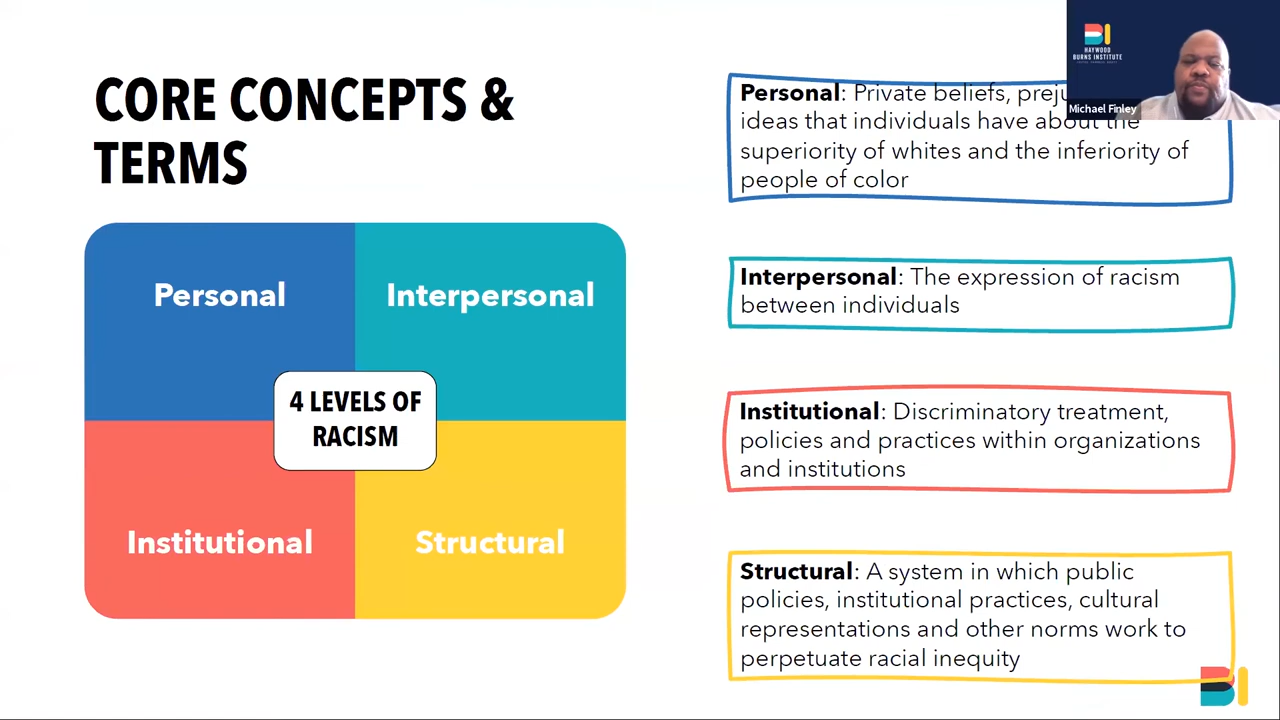 CORE CONCEPTS &
TERMS
Personal
Interpersonal
4 LEVELS OF
RACISM
Institutional
Structural
Personal: Private beliefs,
ideas that individuals have about the
superiority of whites and the inferiority of
people of color
Interpersonal: The expression of racism
between individuals
Institutional: Discriminatory treatment,
policies and practices within organizations
and institutions
Structural: A system in which public
policies, institutional practices, cultural
representations and other norms work to
perpetuate racial inequity
BI
HAYWOOD
BURNS INSTITUTE
Michael Finley
BI